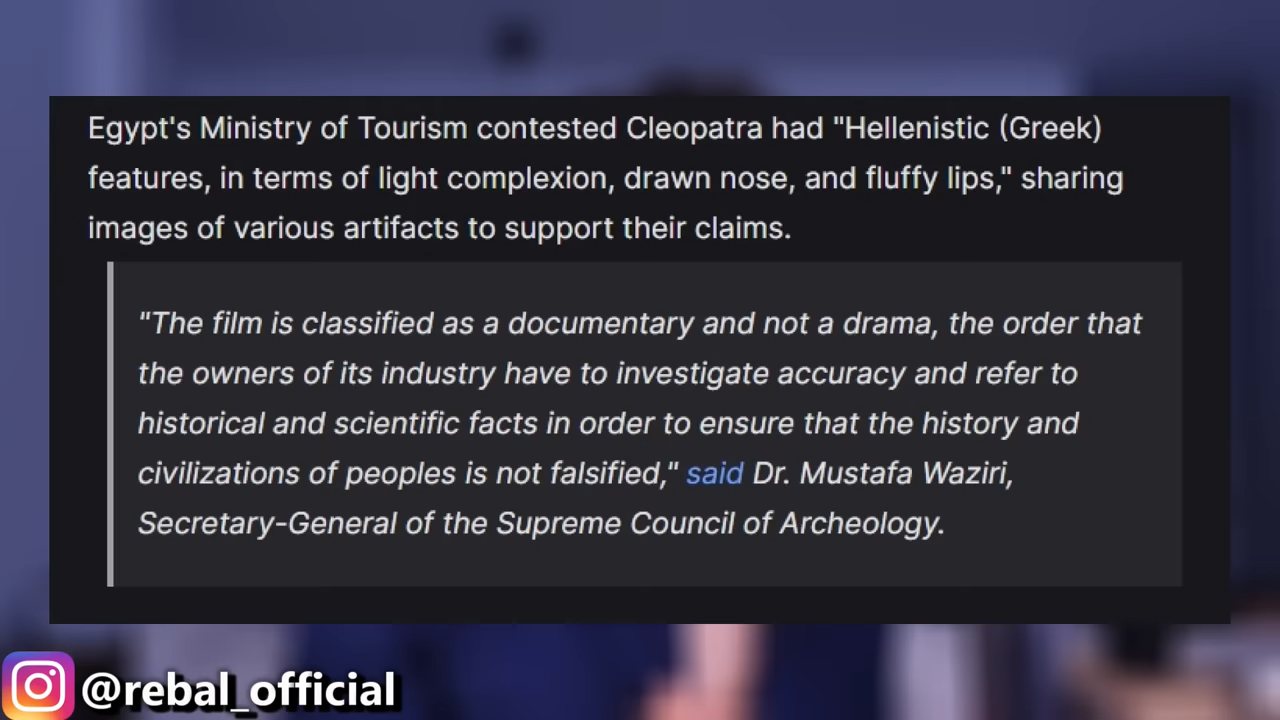 Egypt's Ministry of Tourism contested Cleopatra had "Hellenistic (Greek)
features, in terms of light complexion, drawn nose, and fluffy lips," sharing
images of various artifacts to support their claims.
"The film is classified as a documentary and not a drama, the order that
the owners of its industry have to investigate accuracy and refer to
historical and scientific facts in order to ensure that the history and
civilizations of peoples is not falsified," said Dr. Mustafa Waziri,
Secretary-General of the Supreme Council of Archeology.
@rebal_official